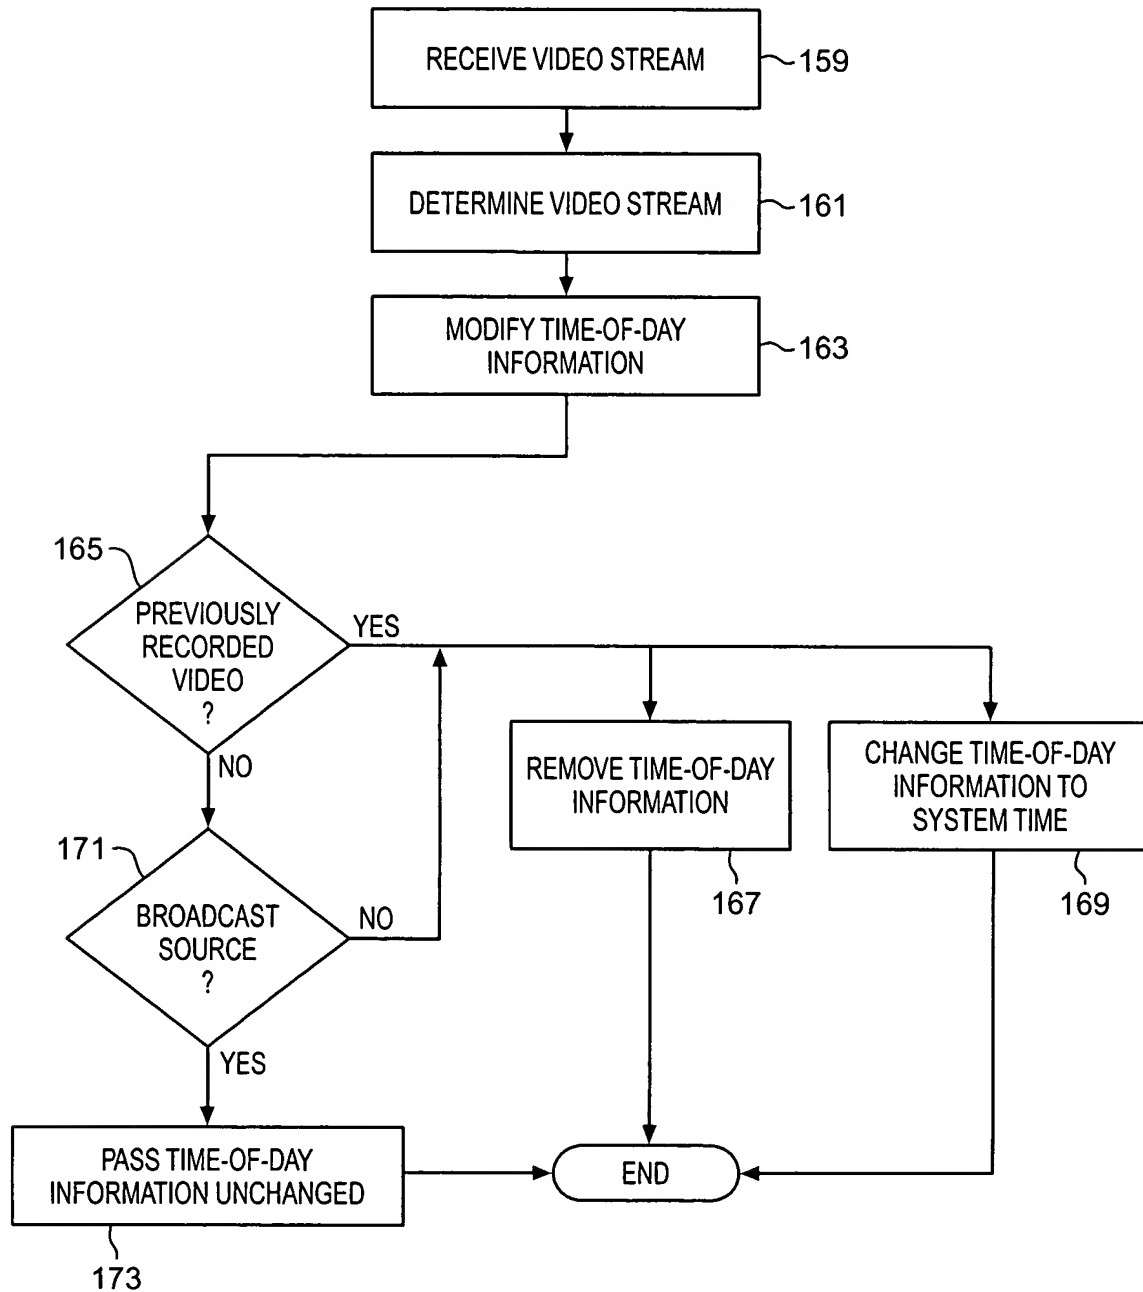 RECEIVE VIDEO STREAM
159
DETERMINE VIDEO STREAM
161
MODIFY TIME-OF-DAY
INFORMATION
163
165
PREVIOUSLY
RECORDED
VIDEO
?
YES
NO
REMOVE TIME-OF-DAY
INFORMATION
167
CHANGE TIME-OF-DAY
INFORMATION TO
SYSTEM TIME
169
171
BROADCAST
SOURCE
?
NO
YES
PASS TIME-OF-DAY
INFORMATION UNCHANGED
173
END